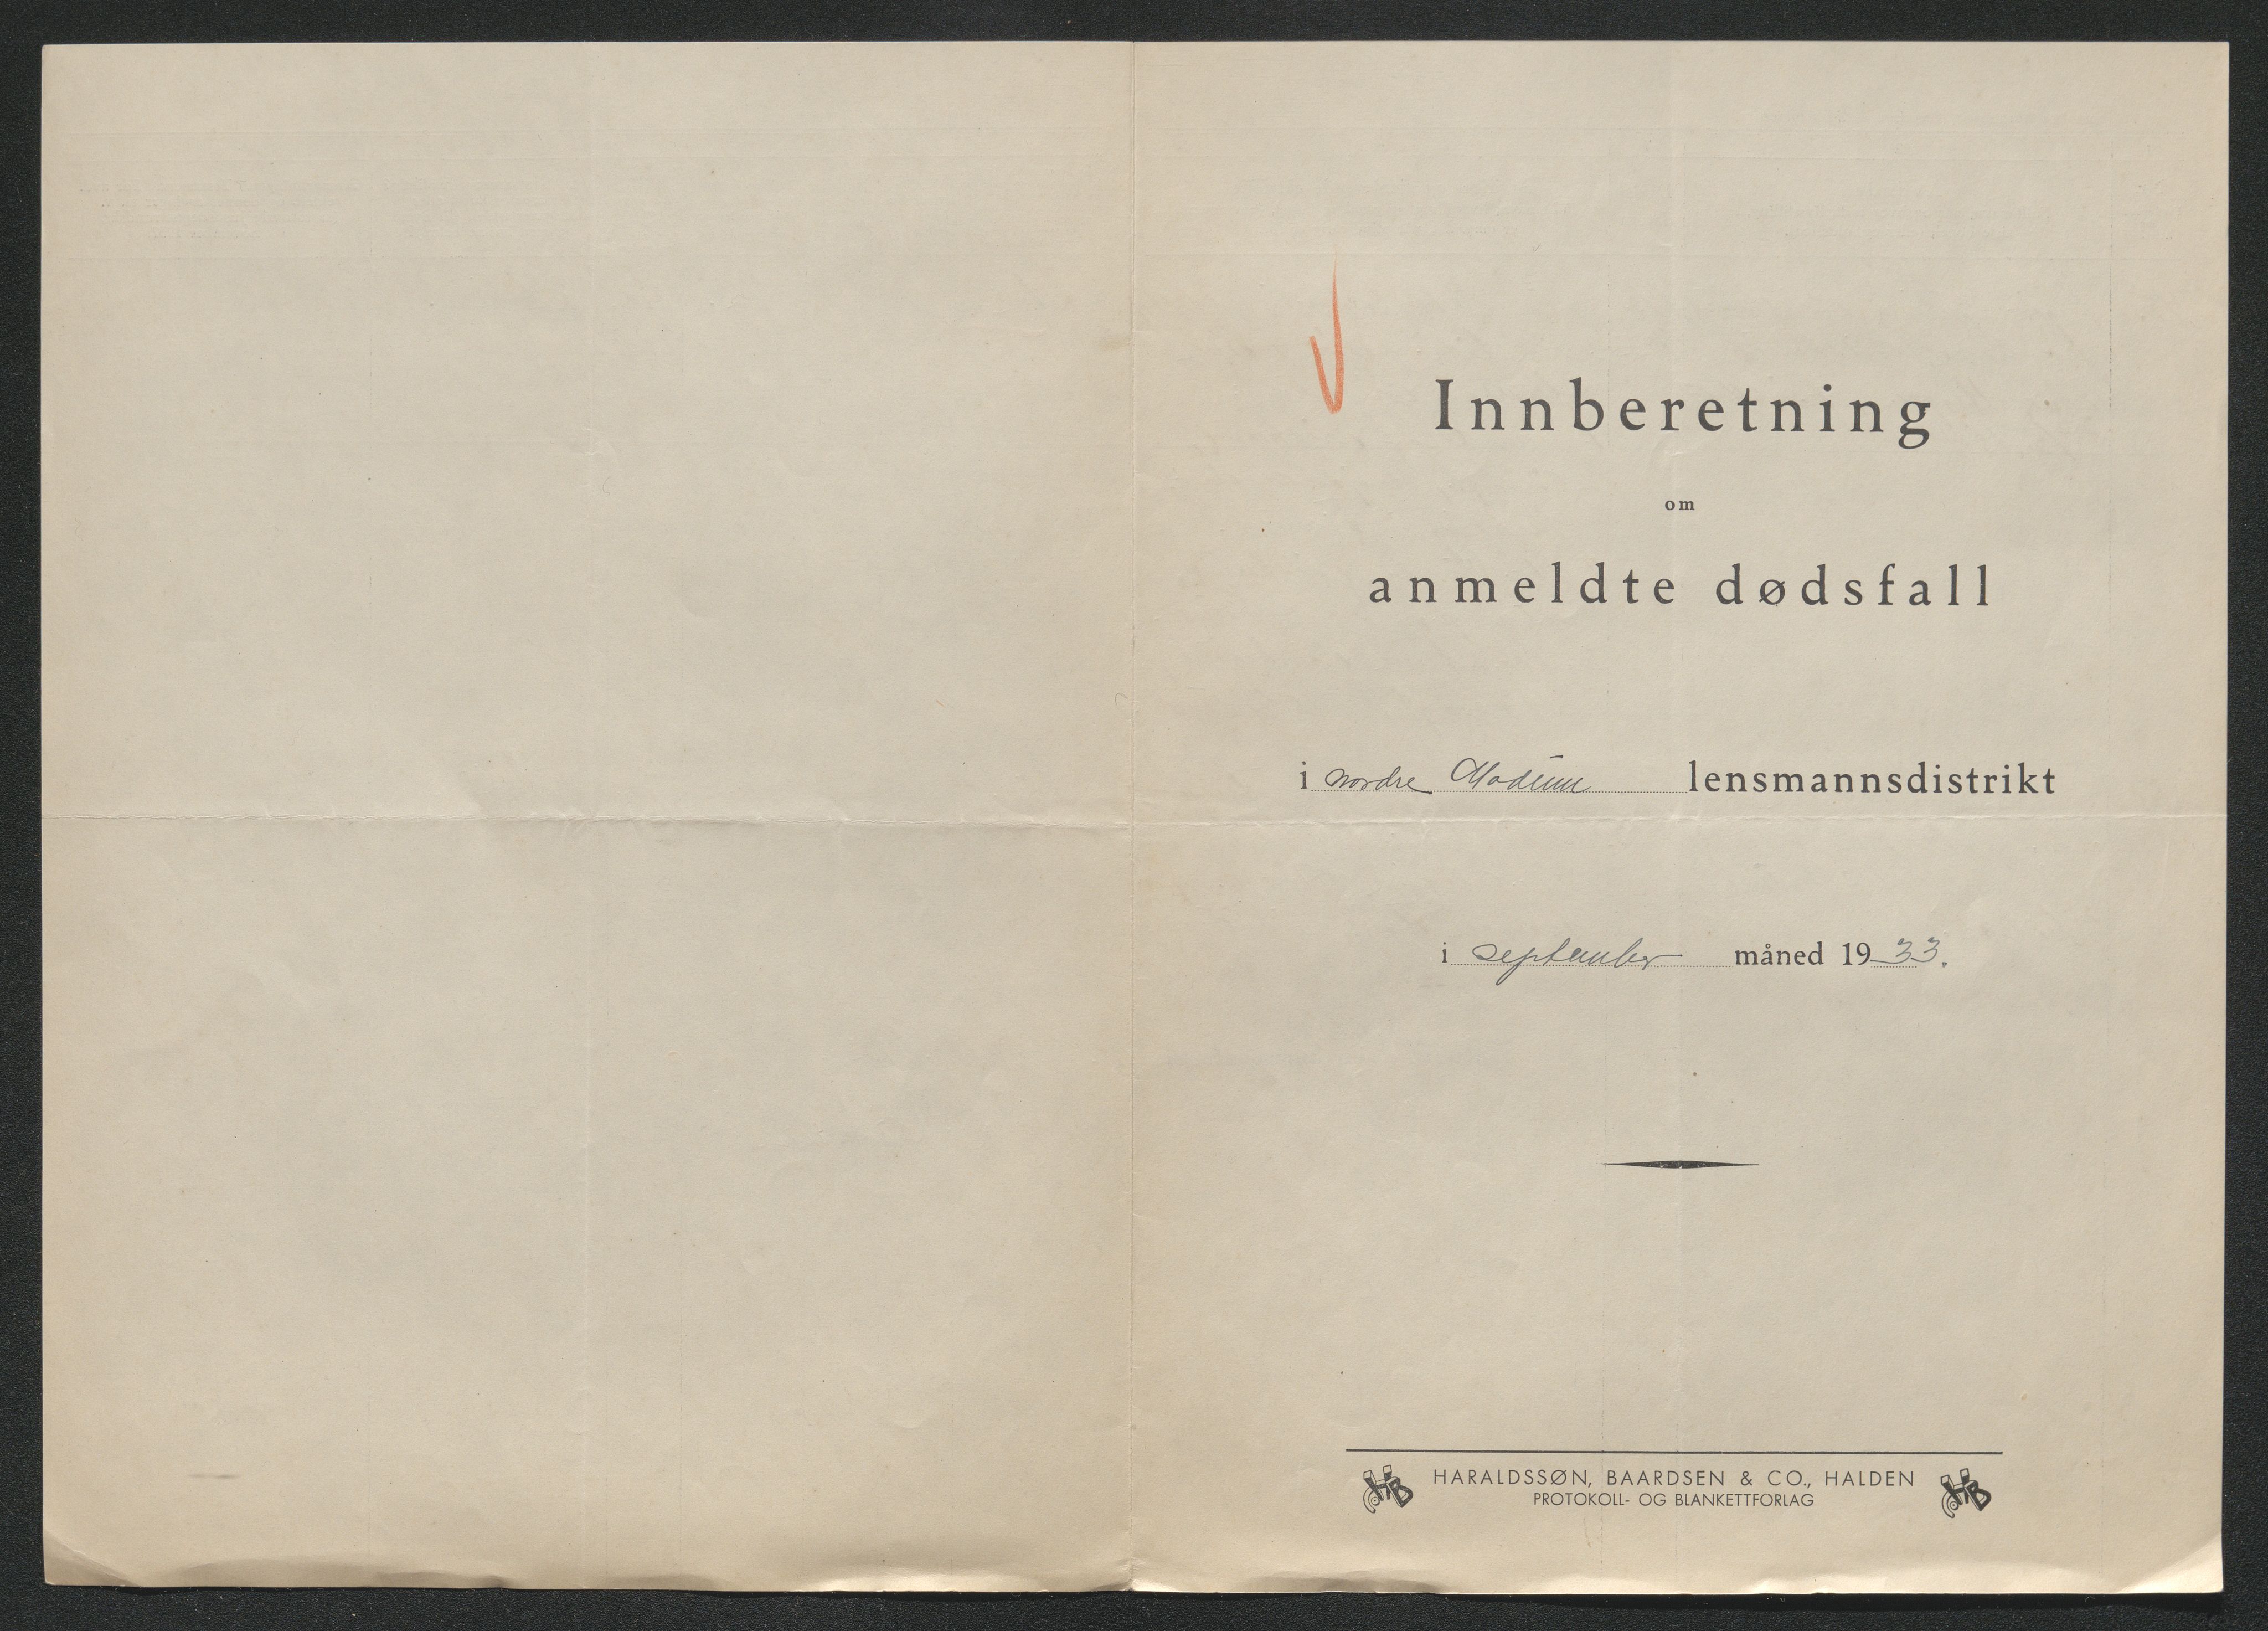 Innberetning
om
anmeldte dødsfall
i nordre Modum lensmannsdistrikt
i september måned 1933.
HARALDSSØN, BAARDSEN & CO., HALDEN
PROTOKOLL- OG BLANKETTFORLAG